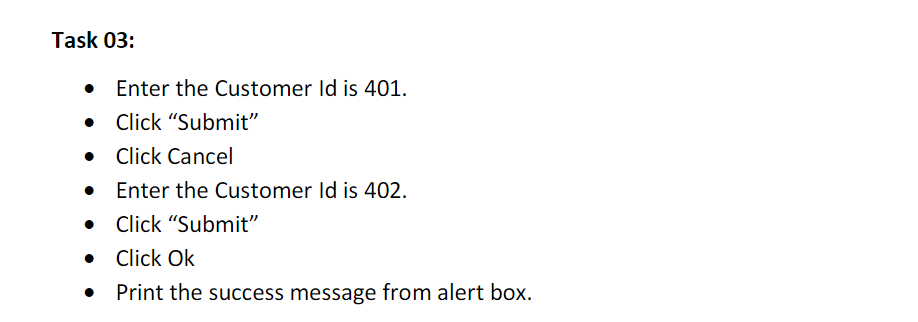 Task 03:
• Enter the Customer Id is 401.
• Click “Submit”
• Click Cancel
• Enter the Customer Id is 402.
• Click “Submit”
• Click Ok
• Print the success message from alert box.